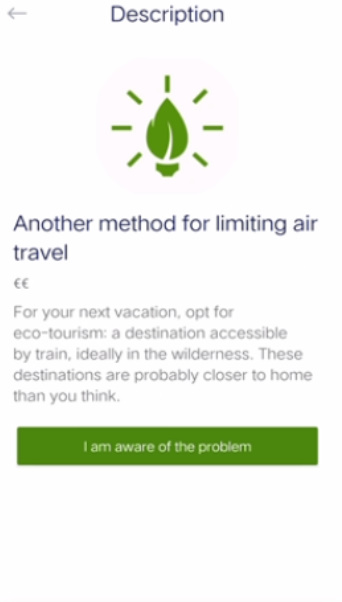 Description
Another method for limiting air
travel
€€
For your next vacation, opt for
eco-tourism: a destination accessible
by train, ideally in the wilderness. These
destinations are probably closer to home
than you think.
I am aware of the problem